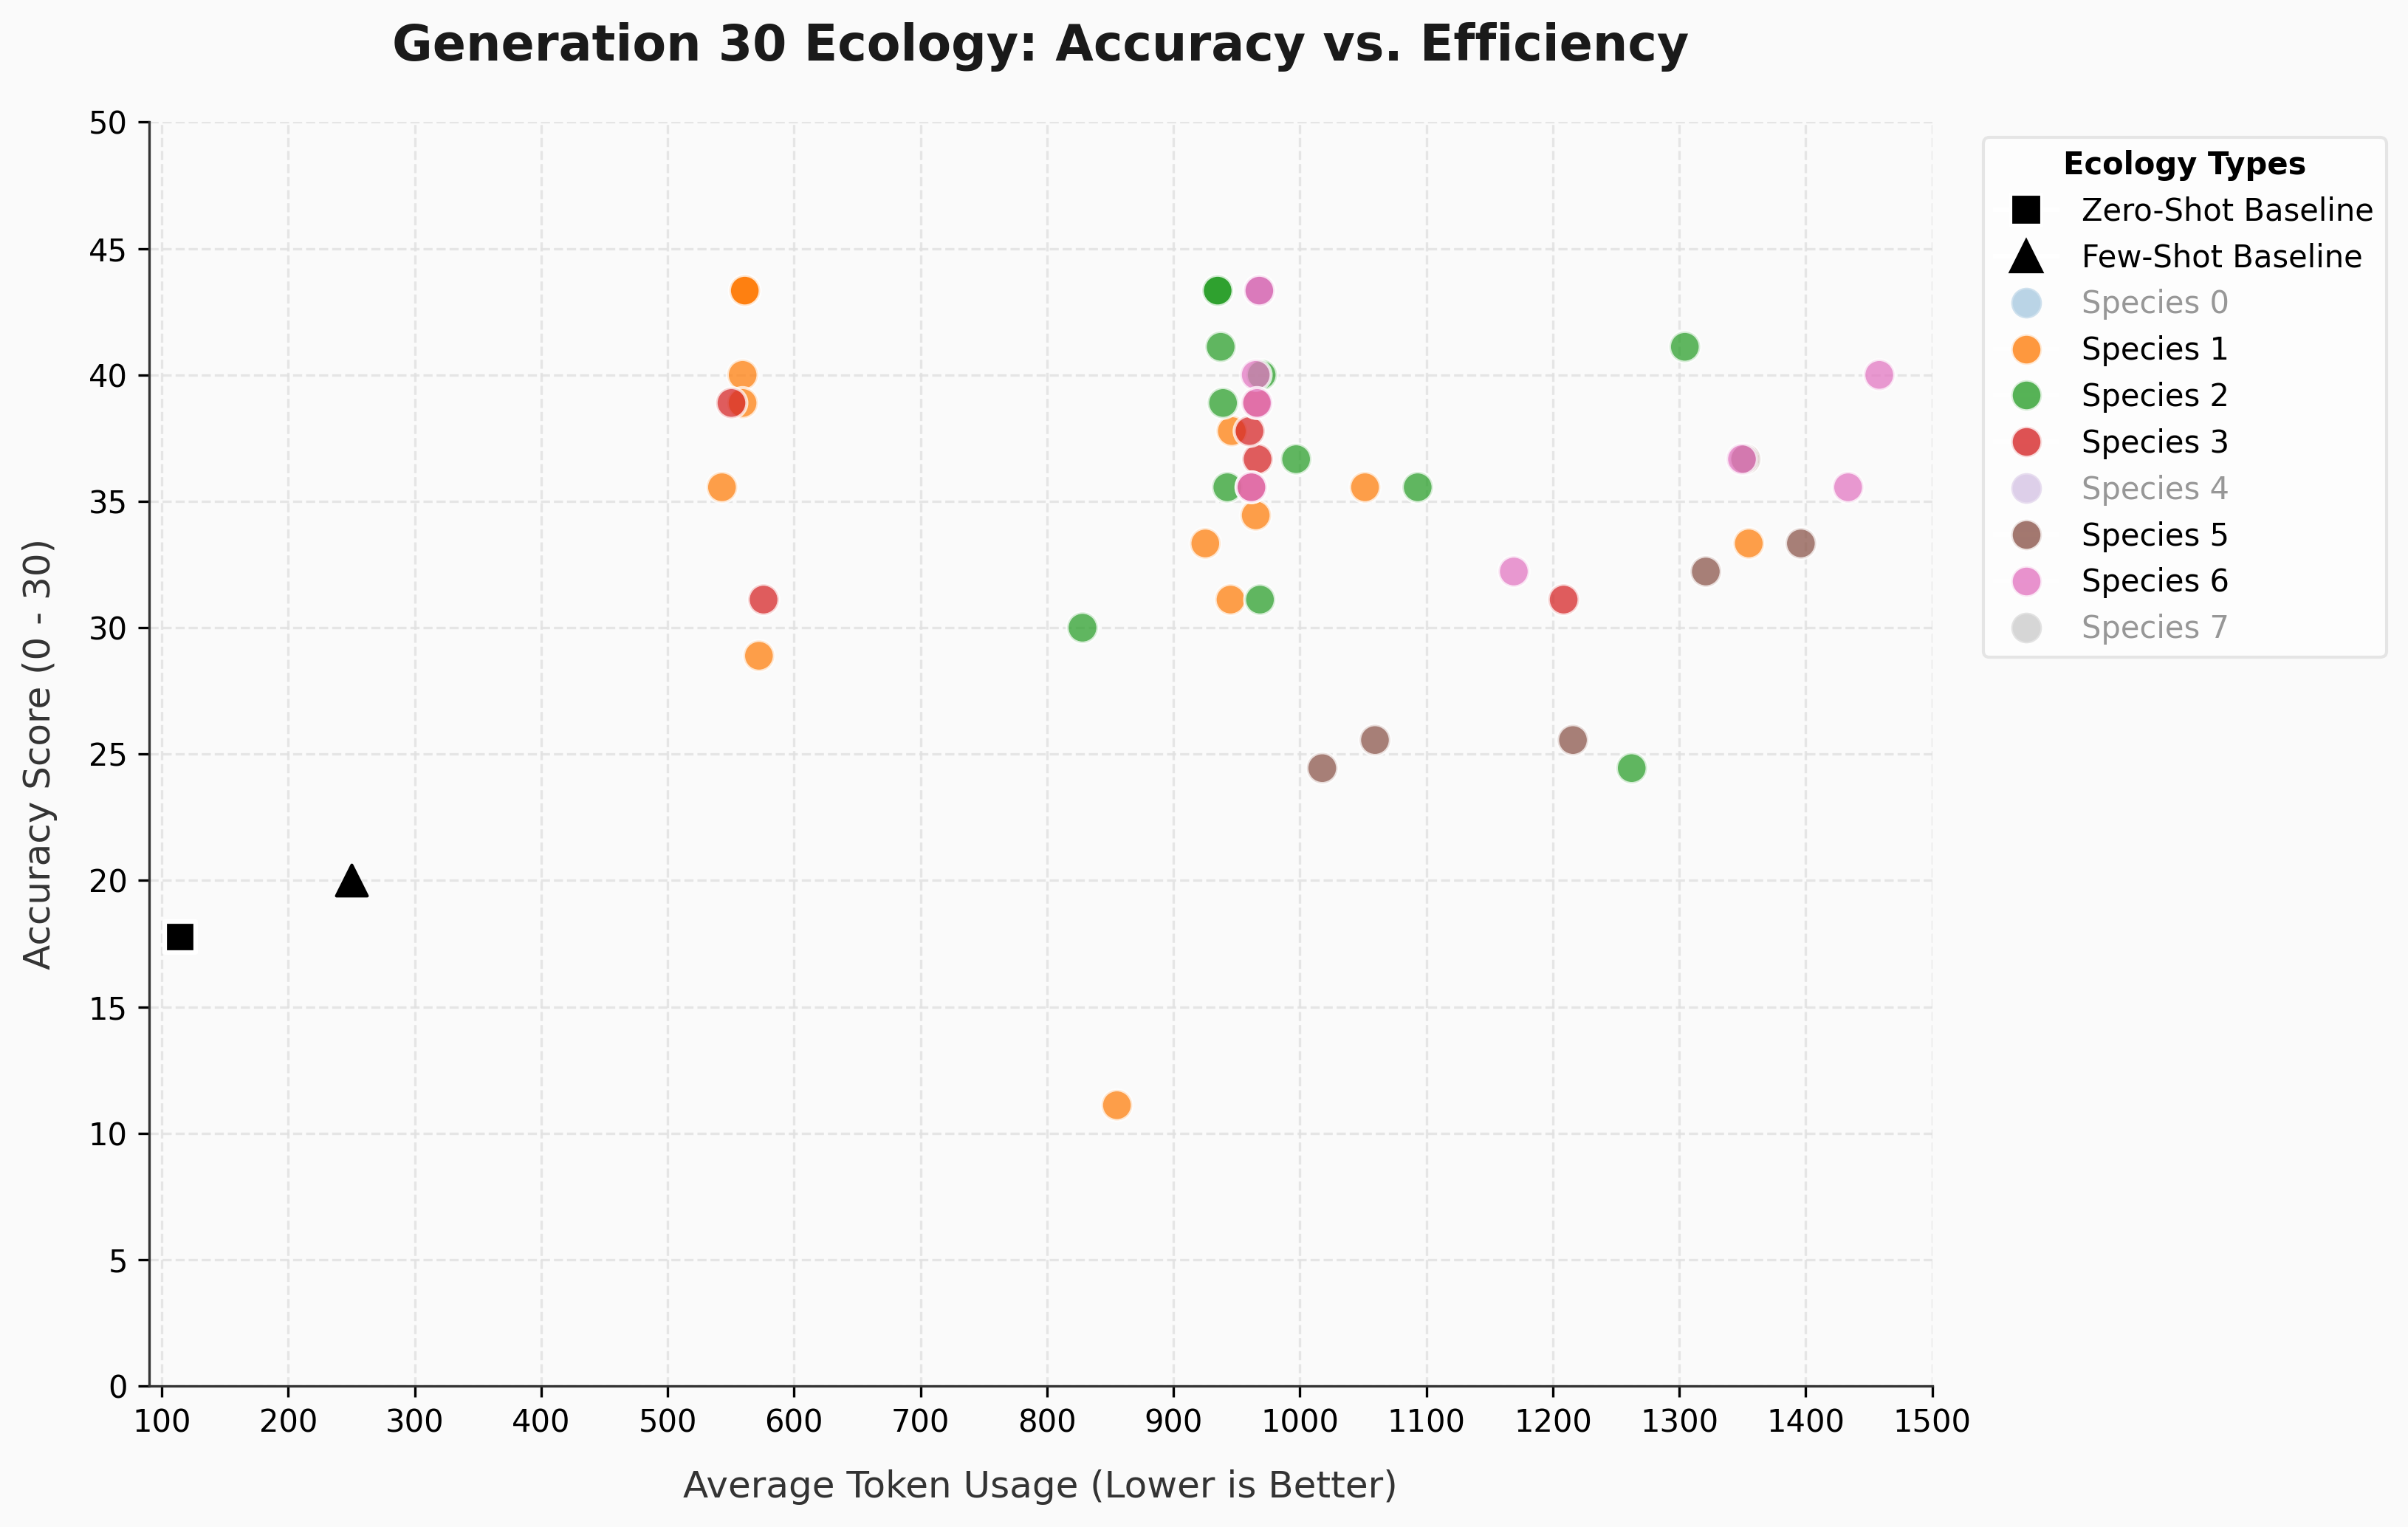 Generation 30 Ecology: Accuracy vs. Efficiency
50
45
40
35
30
25
20
15
10
5
0
Accuracy Score (0 - 30)
100 200 300 400 500 600 700 800 900 1000 1100 1200 1300 1400 1500
Average Token Usage (Lower is Better)
Ecology Types
Zero-Shot Baseline
Few-Shot Baseline
Species 0
Species 1
Species 2
Species 3
Species 4
Species 5
Species 6
Species 7